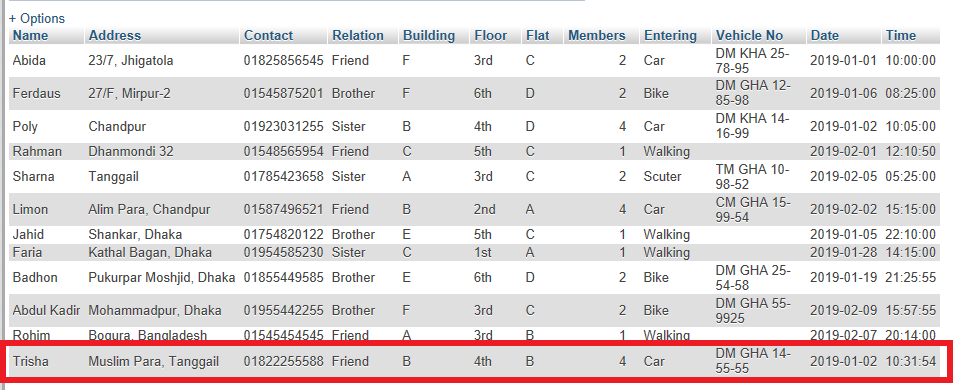 + Options
Name Address Contact Relation Building Floor Flat Members Entering Vehicle No Date Time
Abida 23/7, Jhigatola 01825856545 Friend F 3rd C 2 Car DM KHA 25-78-95 2019-01-01 10:00:00
Ferdaus 27/F, Mirpur-2 01545875201 Brother F 6th D 2 Bike DM GHA 12-85-98 2019-01-06 08:25:00
Poly Chandpur 01923031255 Sister B 4th D 4 Car DM KHA 14-16-99 2019-01-02 10:05:00
Rahman Dhanmondi 32 01548565954 Friend C 5th C 1 Walking 2019-02-01 12:10:50
Sharna Tanggail 01785423658 Sister A 3rd C 2 Scuter TM GHA 10-98-52 2019-02-05 05:25:00
Limon Alim Para, Chandpur 01587496521 Friend B 2nd A 4 Car CM GHA 15-99-54 2019-02-02 15:15:00
Jahid Shankar, Dhaka 01754820122 Brother E 5th C 1 Walking 2019-01-05 22:10:00
Faria Kathal Bagan, Dhaka 01954585230 Sister C 1st A 1 Walking 2019-01-28 14:15:00
Badhon Pukurpar Moshjid, Dhaka 01855449585 Brother E 6th D 2 Bike DM GHA 25-54-58 2019-01-19 21:25:55
Abdul Kadir Mohammadpur, Dhaka 01955442255 Brother F 3rd C 2 Bike DM GHA 55-9925 2019-02-09 15:57:55
Rohim Bogura, Bangladesh 01545454545 Friend A 3rd B 1 Walking 2019-02-07 20:14:00
Trisha Muslim Para, Tanggail 01822255588 Friend B 4th B 4 Car DM GHA 14-55-55 2019-01-02 10:31:54